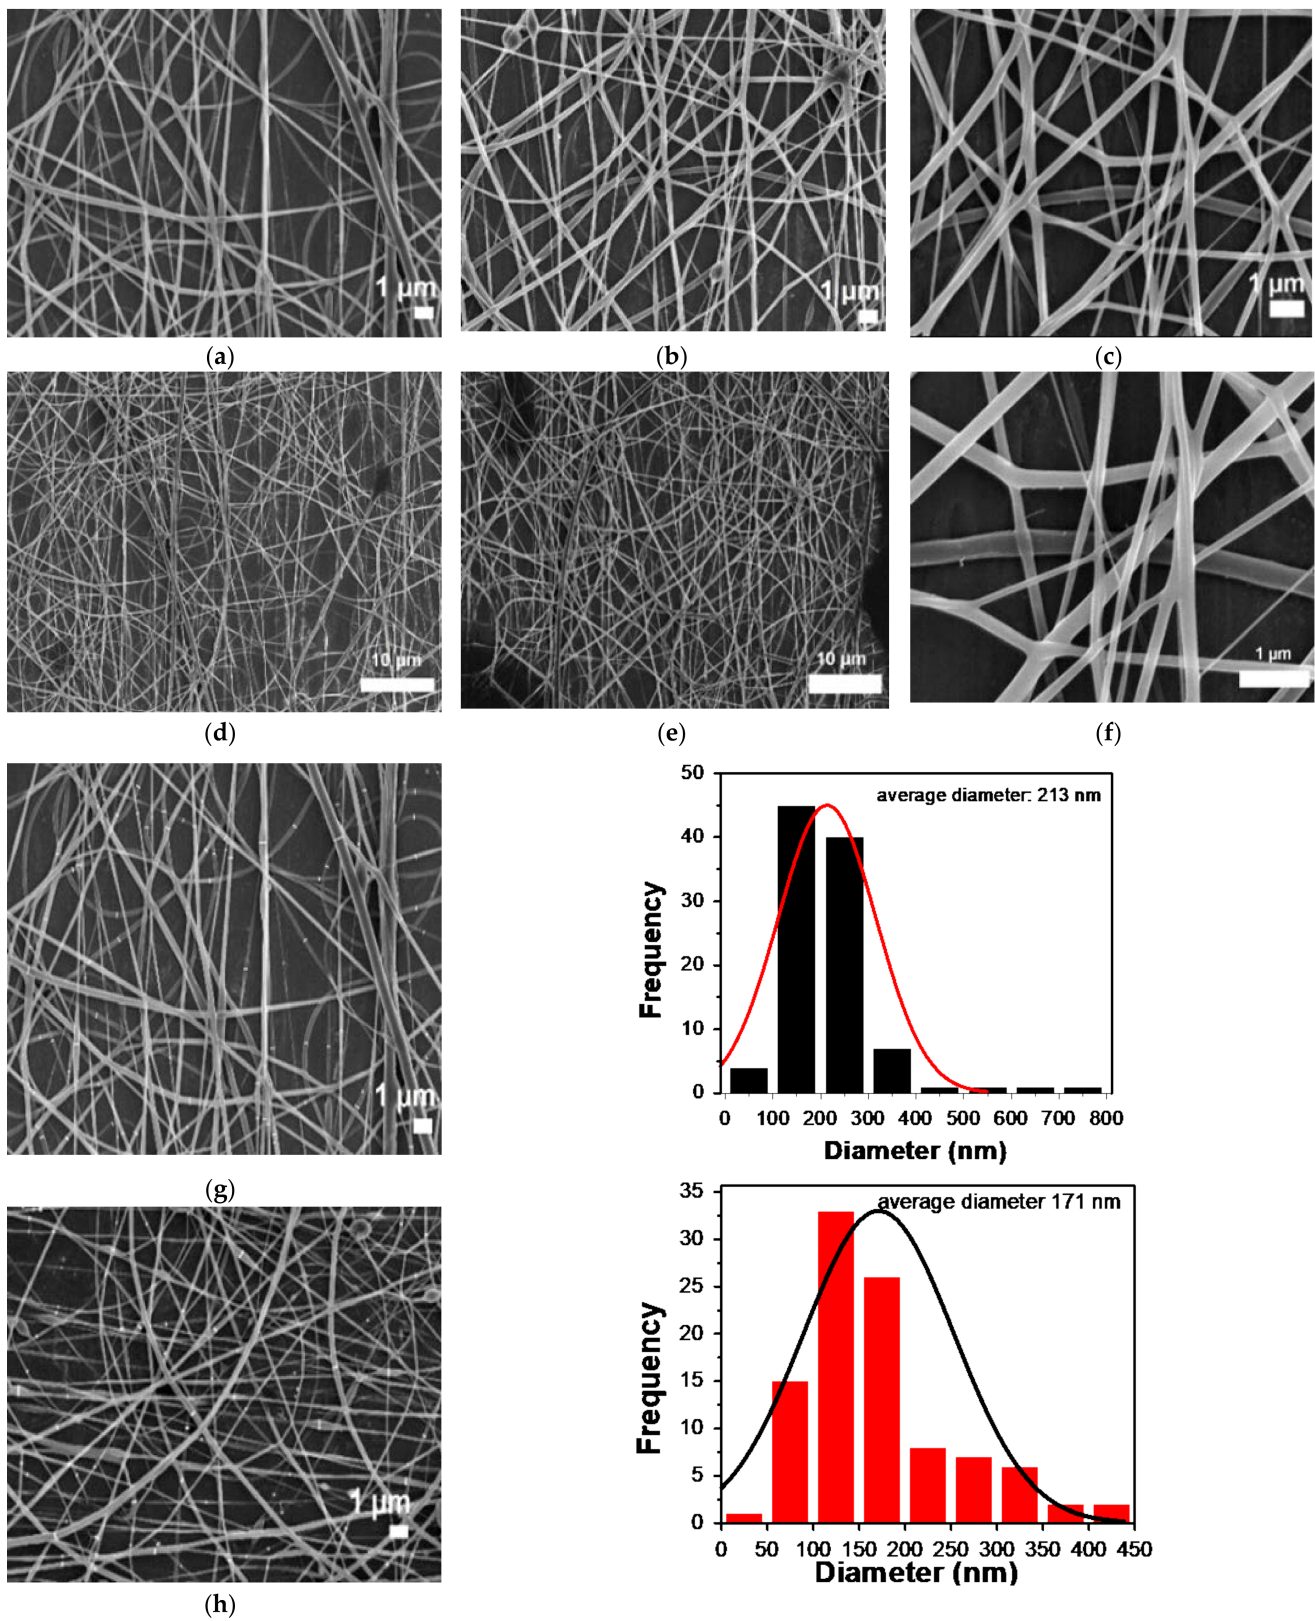 1 µm
1 µm
1 µm
(a)
(b)
(c)
10 µm
10 µm
1 µm
(d)
(e)
(f)
1 µm
(g)
50
40
30
20
10
0
Frequency
average diameter: 213 nm
0 100 200 300 400 500 600 700 800
Diameter (nm)
1 µm
(h)
35
30
25
20
15
10
5
0
Frequency
average diameter 171 nm
0 50 100 150 200 250 300 350 400 450
Diameter (nm)